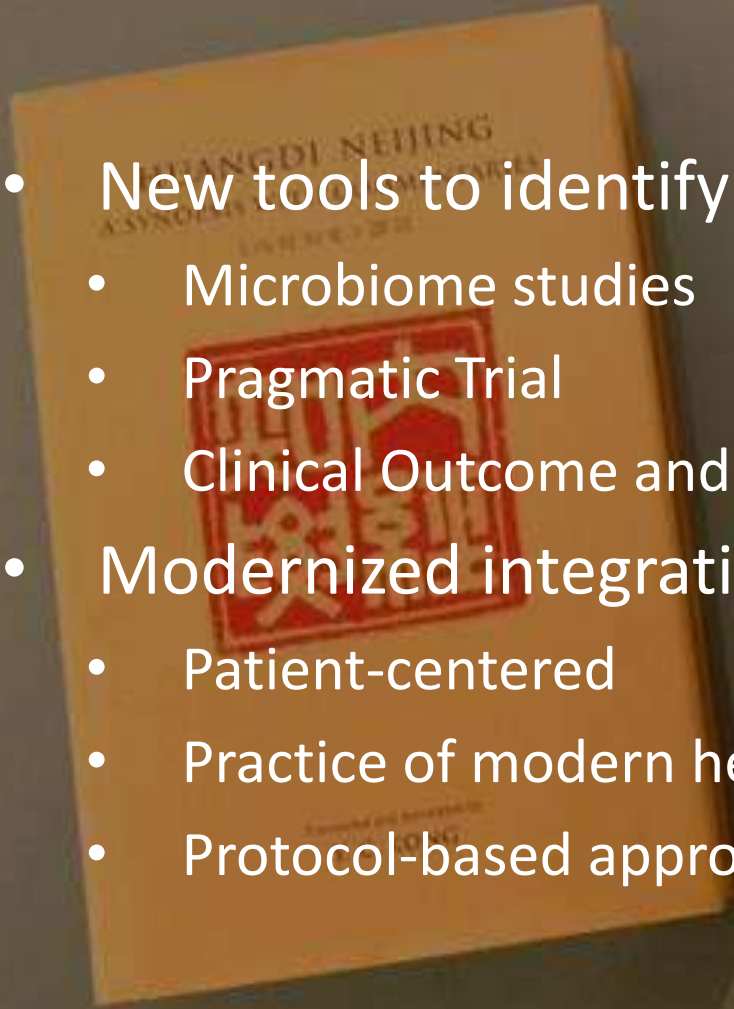 HUANGDI NEIJING
• New tools to identify
• Microbiome studies
• Pragmatic Trial
• Clinical Outcome and
• Modernized integrati
• Patient-centered
• Practice of modern he
• Protocol-based appro